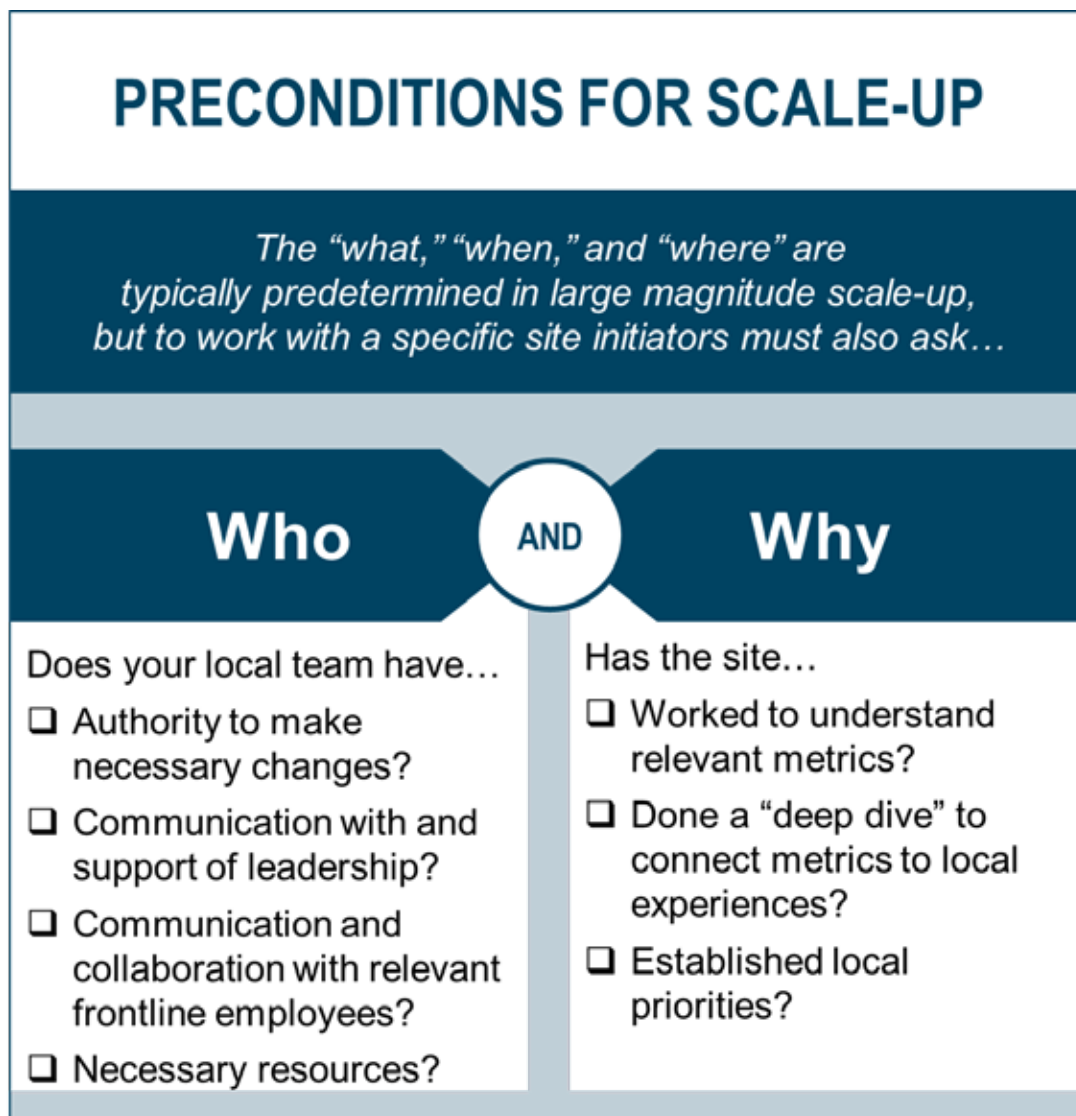 PRECONDITIONS FOR SCALE-UP
The “what,” “when,” and “where” are
typically predetermined in large magnitude scale-up,
but to work with a specific site initiators must also ask…
Who
AND
Why
Does your local team have…
❑ Authority to make
necessary changes?
❑ Communication with and
support of leadership?
❑ Communication and
collaboration with relevant
frontline employees?
❑ Necessary resources?
Has the site…
❑ Worked to understand
relevant metrics?
❑ Done a “deep dive” to
connect metrics to local
experiences?
❑ Established local
priorities?